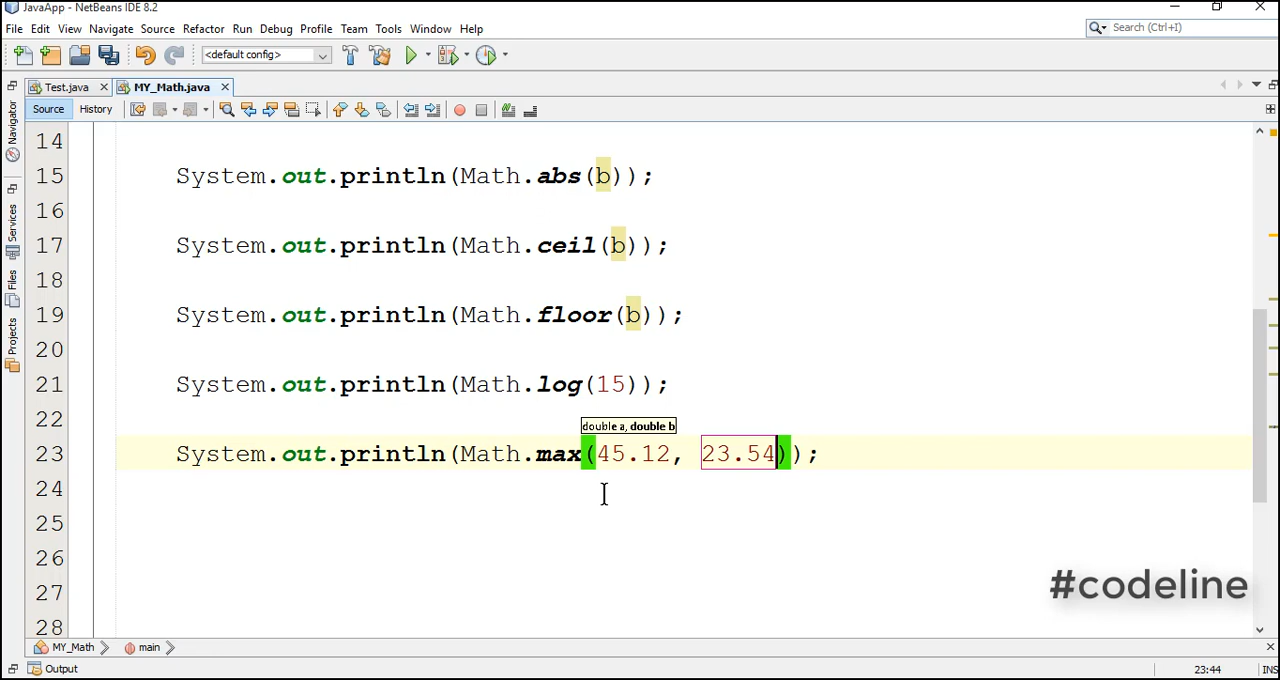 JavaApp - NetBeans IDE 8.2
File Edit View Navigate Source Refactor Run Debug Profile Team Tools Window Help
Search (Ctrl+I)
<default config>
Test.java
MY_Math.java
Source History
Navigator
Services
Files
Projects
14
15 System.out.println(Math.abs(b));
16
17 System.out.println(Math.ceil(b));
18
19 System.out.println(Math.floor(b));
20
21 System.out.println(Math.log(15));
22
double a, double b
23 System.out.println(Math.max(45.12, 23.54));
24
25
26
27
28
#codeline
MY_Math main
Output
23:44 INS